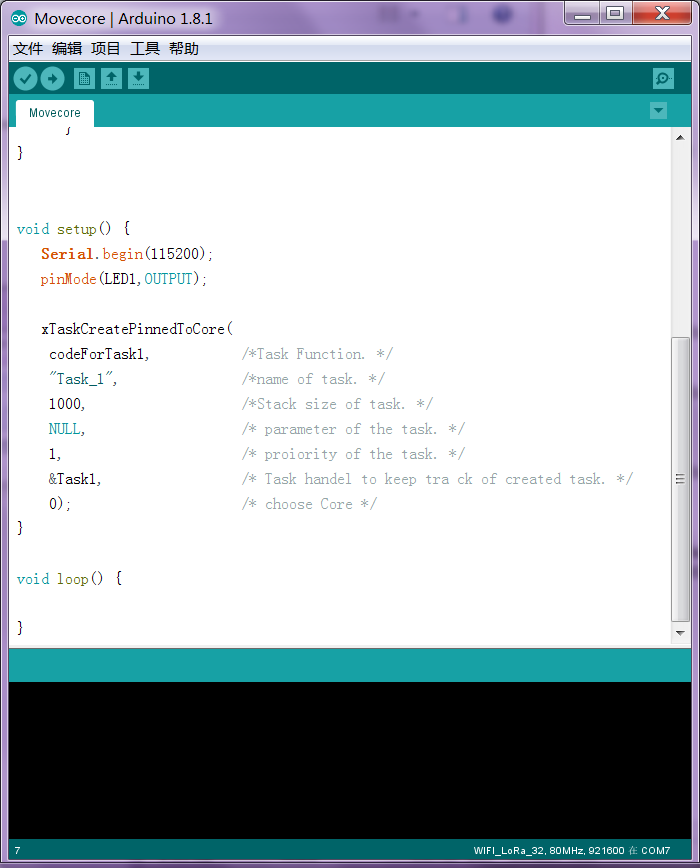 Movecore | Arduino 1.8.1
文件 编辑 项目 工具 帮助
Movecore
}
}
void setup() {
Serial.begin(115200);
pinMode(LED1,OUTPUT);
xTaskCreatePinnedToCore(
codeForTask1, /*Task Function. */
"Task_1", /*name of task. */
1000, /*Stack size of task. */
NULL, /* parameter of the task. */
1, /* proiority of the task. */
&Task1, /* Task handel to keep tra ck of created task. */
0); /* choose Core */
}
void loop() {
}
7 WIFI_LoRa_32, 80MHz, 921600 在 COM7